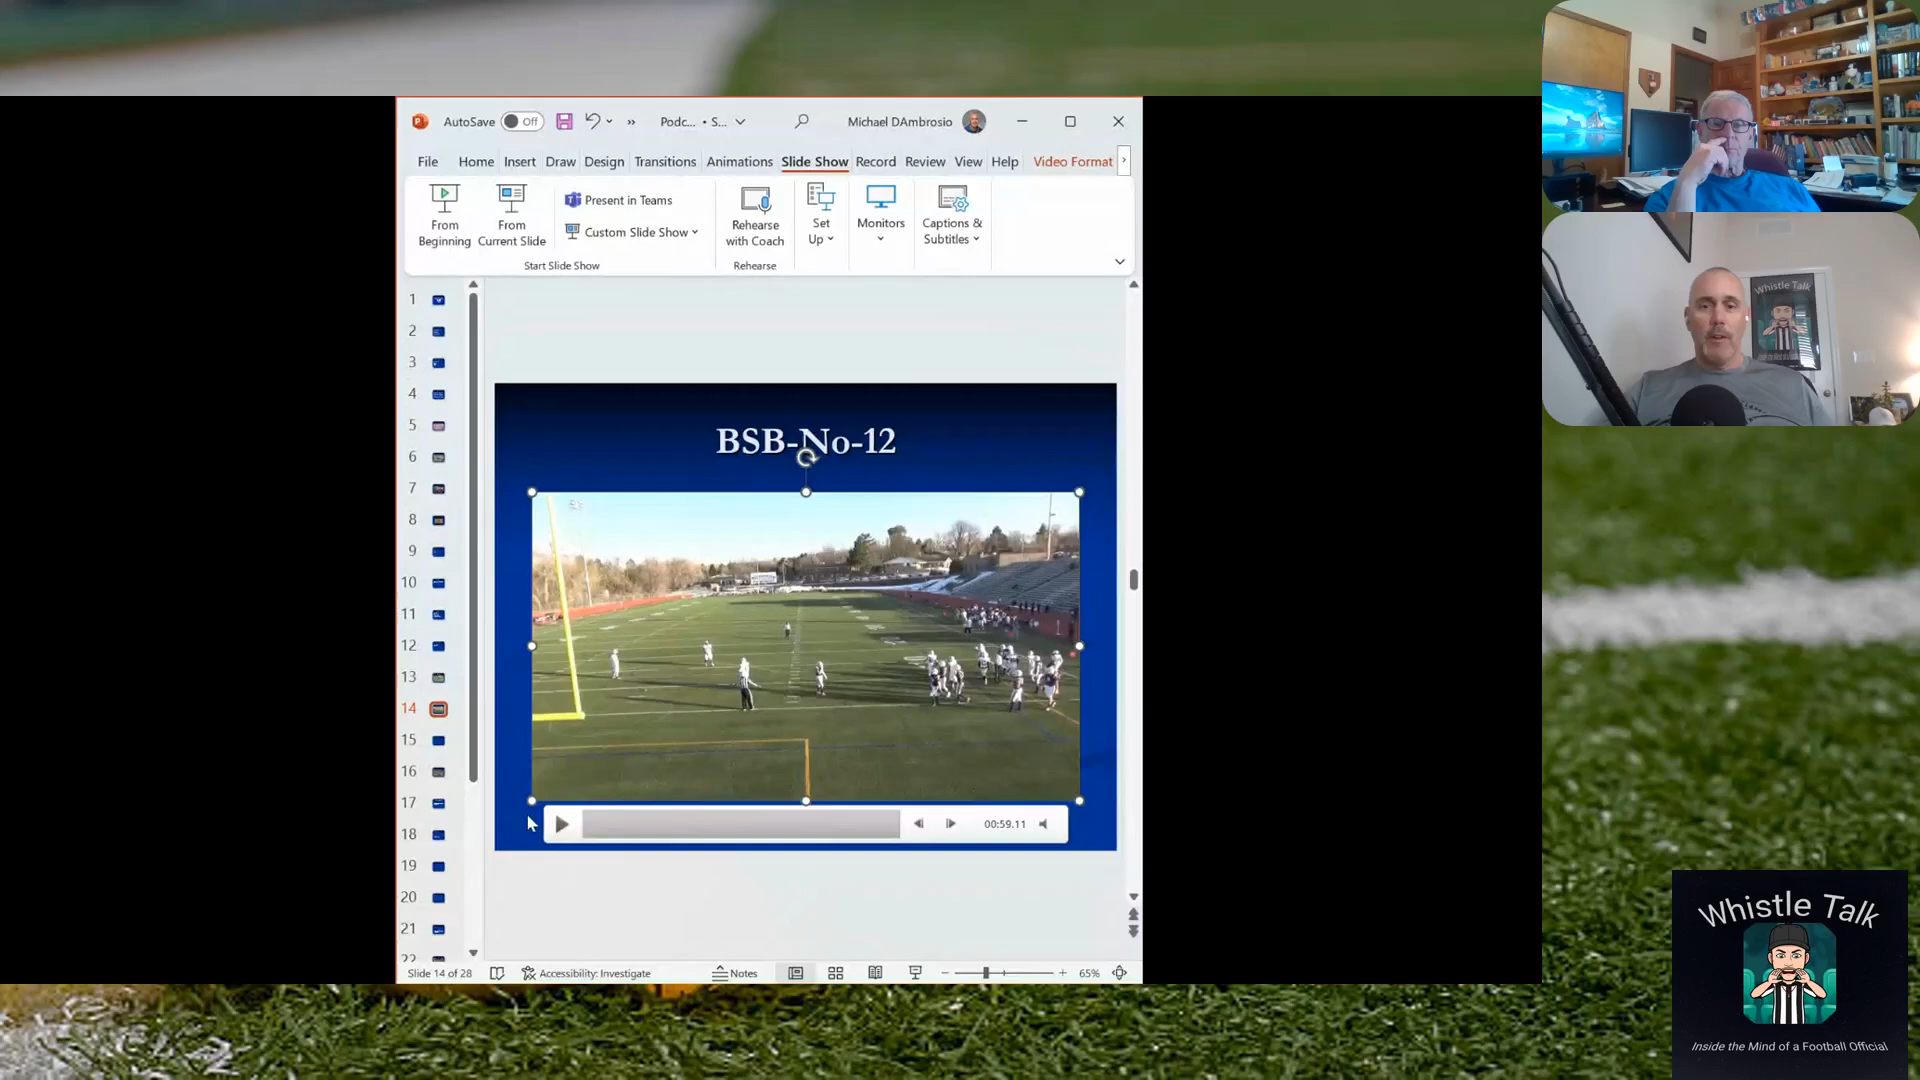 AutoSave Off Podc... • S... Michael DAmbrosio
File Home Insert Draw Design Transitions Animations Slide Show Record Review View Help Video Format
From Beginning
From Current Slide
Present in Teams
Custom Slide Show
Start Slide Show
Rehearse with Coach
Rehearse
Set Up
Monitors
Captions & Subtitles
1
2
3
4
5
6
7
8
9
10
11
12
13
14
15
16
17
18
19
20
21
22
BSB-No-12
00:59.11
Slide 14 of 28 Accessibility: Investigate Notes 65%
Whistle Talk
Whistle Talk
Inside the Mind of a Football Official